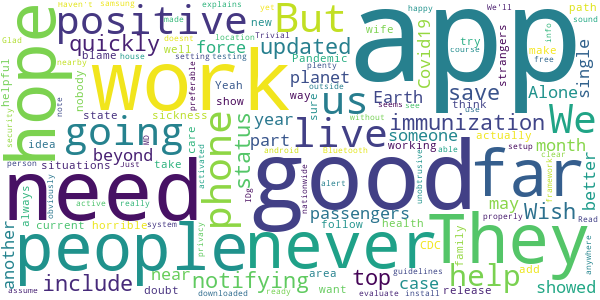 made Haven't samsung explains yet We'll happy
positive But app
Glad nearby blame house Trivial quickly well setting testing force updated new location doesnt Covid19 wife try course plenty path info strangers make free sound
hope work us planet Earth save Alone single
helpful security note nobody idea Yeah preferable state show sickness care way year sure Pandemic status outside seems think see use
going live immunization We month better
phone part someone actually
person always situations beyond take No Just activated working without able setup clear frameworks
need good far
another current obviously active really horrible system privacy near notifying doubt android want iOg bluetooth area nationwide top alert passengers follow health case CDC unobtrusive may family Wish add They
people never help
include assume downloaded ready evaluate install guidelines release properly showed Read anywhere